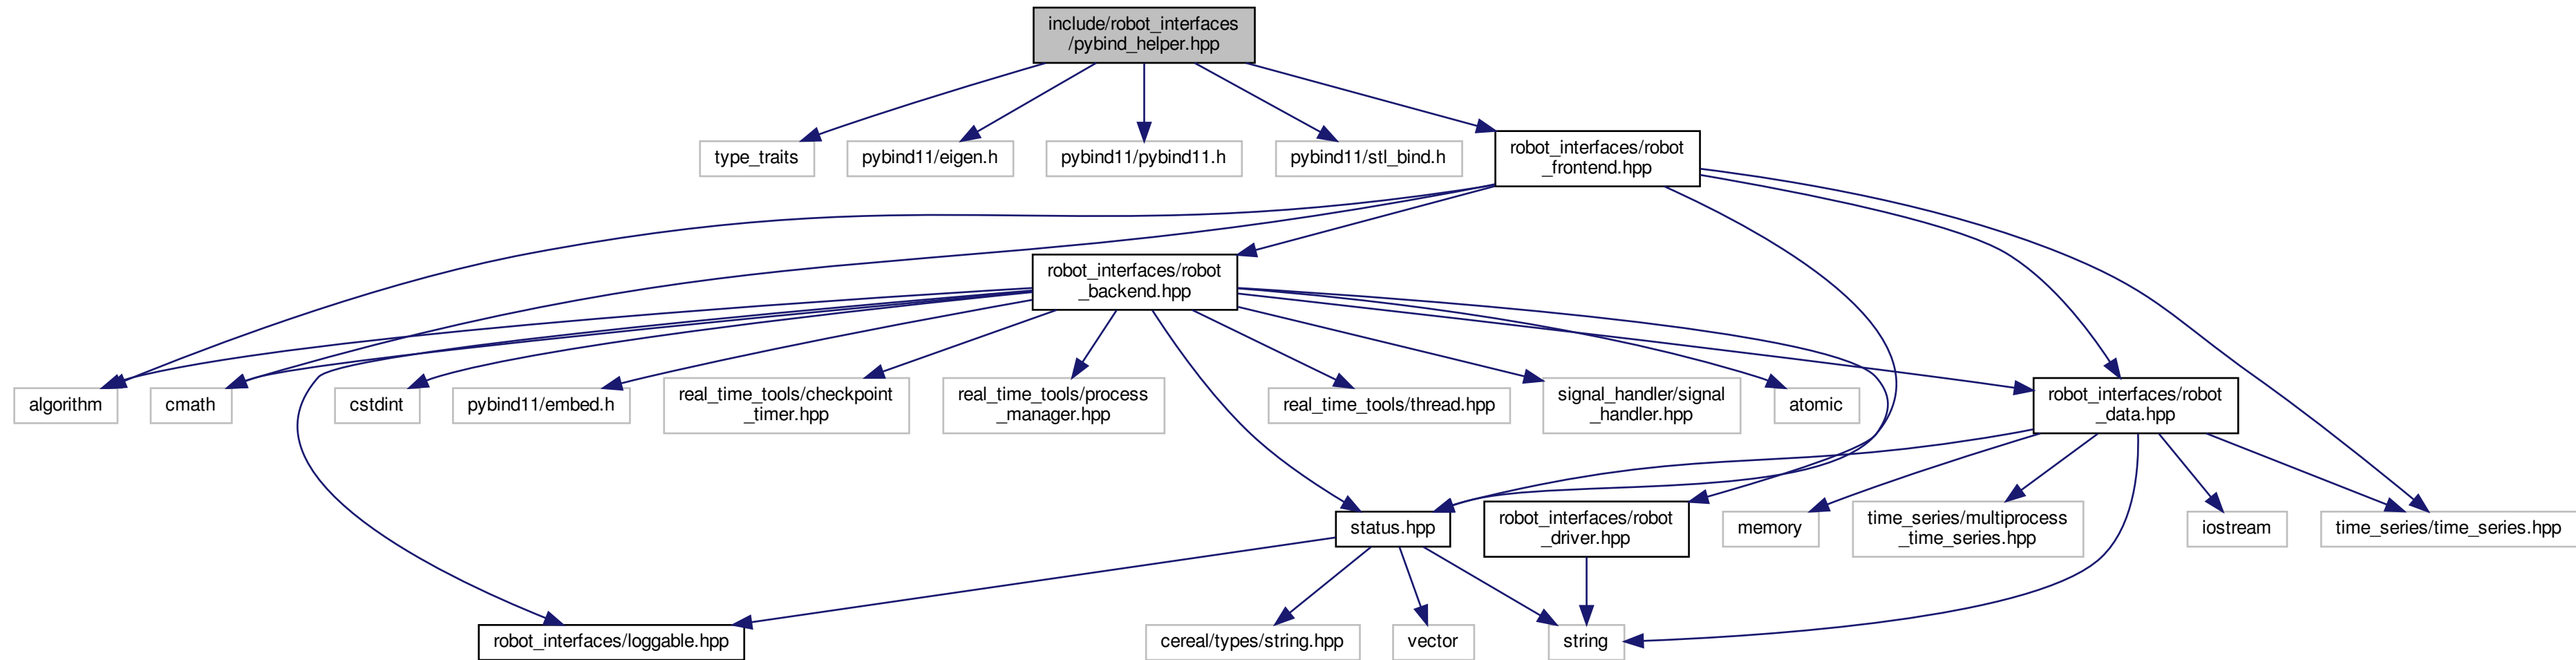 include/robot_interfaces
/pybind_helper.hpp
type_traits
pybind11/eigen.h
pybind11/pybind11.h
pybind11/stl_bind.h
robot_interfaces/robot
_frontend.hpp
robot_interfaces/robot
_backend.hpp
algorithm
cmath
cstdint
pybind11/embed.h
real_time_tools/checkpoint
_timer.hpp
real_time_tools/process
_manager.hpp
real_time_tools/thread.hpp
signal_handler/signal
_handler.hpp
atomic
robot_interfaces/robot
_data.hpp
status.hpp
robot_interfaces/robot
_driver.hpp
memory
time_series/multiprocess
_time_series.hpp
iostream
time_series/time_series.hpp
robot_interfaces/loggable.hpp
cereal/types/string.hpp
vector
string